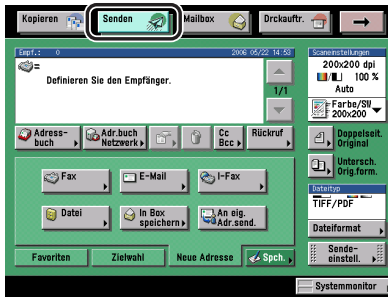 Kopieren
Senden
Mailbox
Drckauftr.
Empf.: 0
2006 05/22 14:53
Definieren Sie den Empfänger.
1/1
Adress-
buch
Adr.buch
Netzwerk
Cc
Bcc
Rückruf
Fax
E-Mail
I-Fax
Datei
In Box
speichern
An eig.
Adr.send.
Favoriten
Zielwahl
Neue Adresse
Spch.
Scaneinstellungen
200x200 dpi
100 %
Auto
Farbe/SW
200x200
Doppelseit.
Original
Untersch.
Orig.form.
Dateityp
TIFF/PDF
Dateiformat
Sende-
einstell.
Systemmonitor